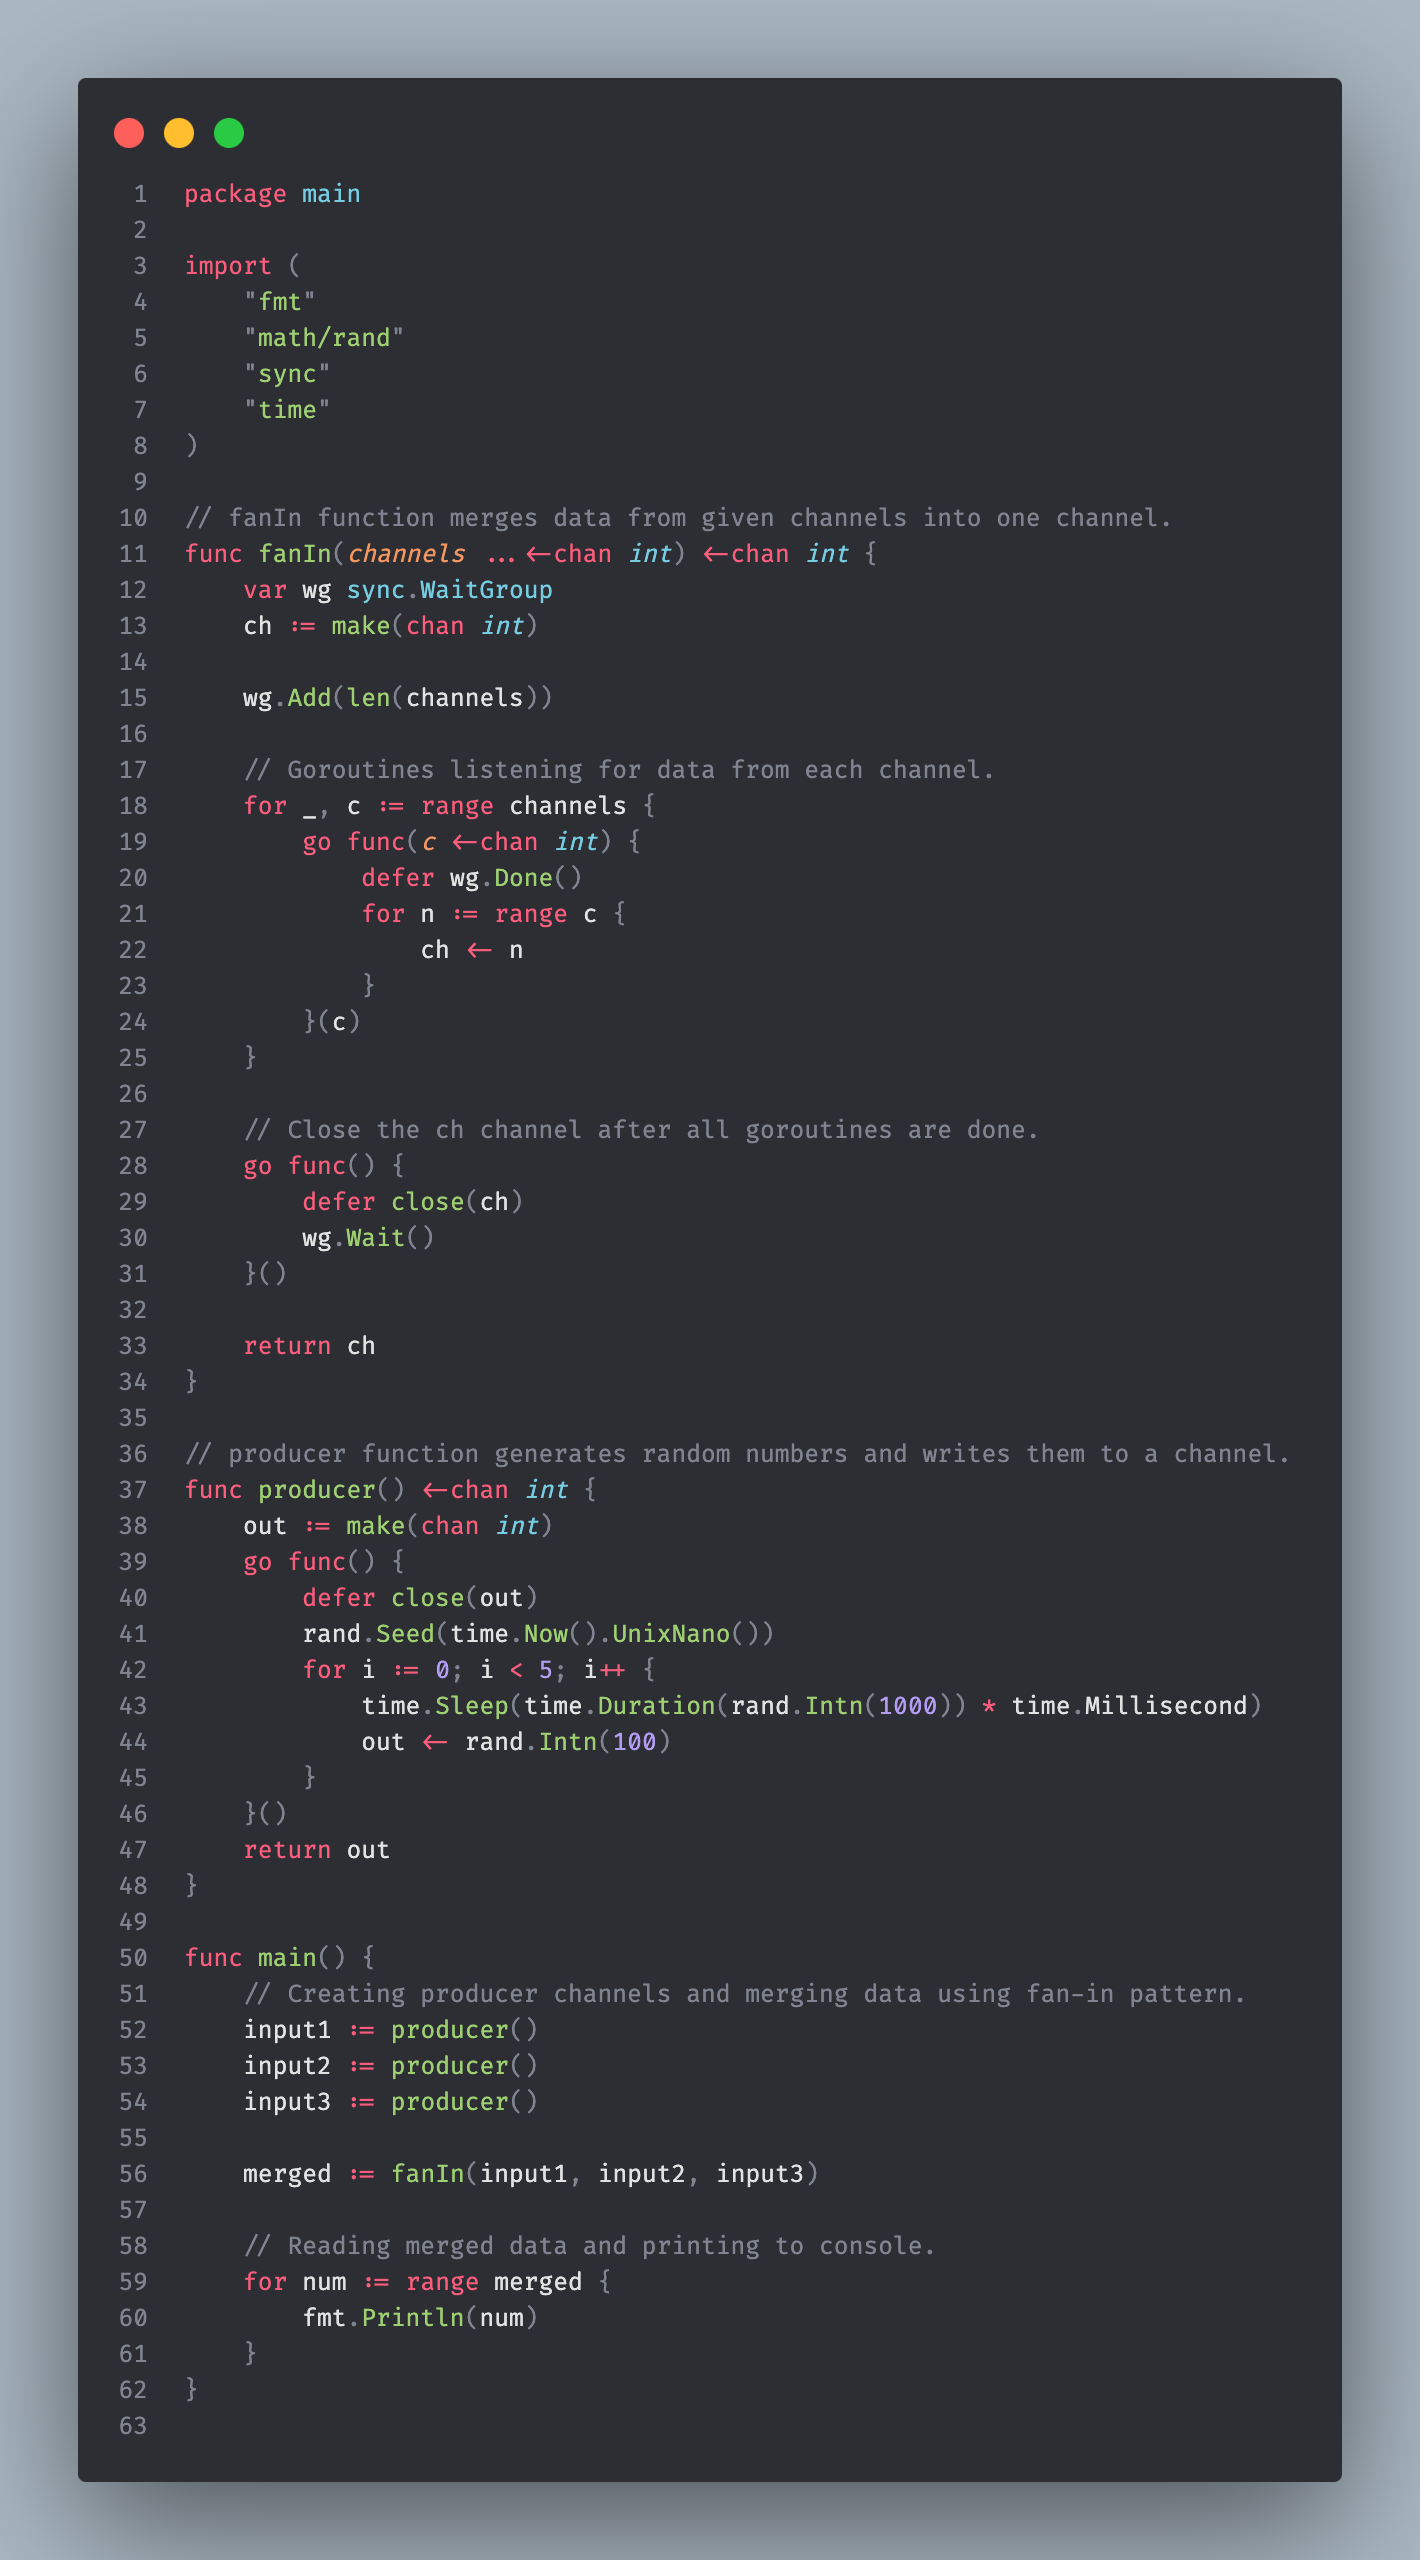 1 package main
2
3 import (
4     "fmt"
5     "math/rand"
6     "sync"
7     "time"
8 )
9
10 // fanIn function merges data from given channels into one channel.
11 func fanIn(channels ...<-chan int) <-chan int {
12     var wg sync.WaitGroup
13     ch := make(chan int)
14
15     wg.Add(len(channels))
16
17     // Goroutines listening for data from each channel.
18     for _, c := range channels {
19         go func(c <-chan int) {
20             defer wg.Done()
21             for n := range c {
22                 ch <- n
23             }
24         }(c)
25     }
26
27     // Close the ch channel after all goroutines are done.
28     go func() {
29         defer close(ch)
30         wg.Wait()
31     }()
32
33     return ch
34 }
35
36 // producer function generates random numbers and writes them to a channel.
37 func producer() <-chan int {
38     out := make(chan int)
39     go func() {
40         defer close(out)
41         rand.Seed(time.Now().UnixNano())
42         for i := 0; i < 5; i++ {
43             time.Sleep(time.Duration(rand.Intn(1000)) * time.Millisecond)
44             out <- rand.Intn(100)
45         }
46     }()
47     return out
48 }
49
50 func main() {
51     // Creating producer channels and merging data using fan-in pattern.
52     input1 := producer()
53     input2 := producer()
54     input3 := producer()
55
56     merged := fanIn(input1, input2, input3)
57
58     // Reading merged data and printing to console.
59     for num := range merged {
60         fmt.Println(num)
61     }
62 }
63